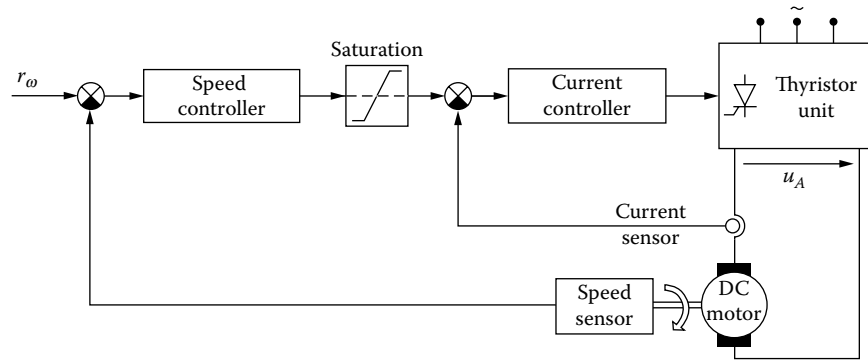 ~
Saturation
r_ω
Speed
controller
Current
controller
Thyristor
unit
u_A
Current
sensor
Speed
sensor
DC
motor